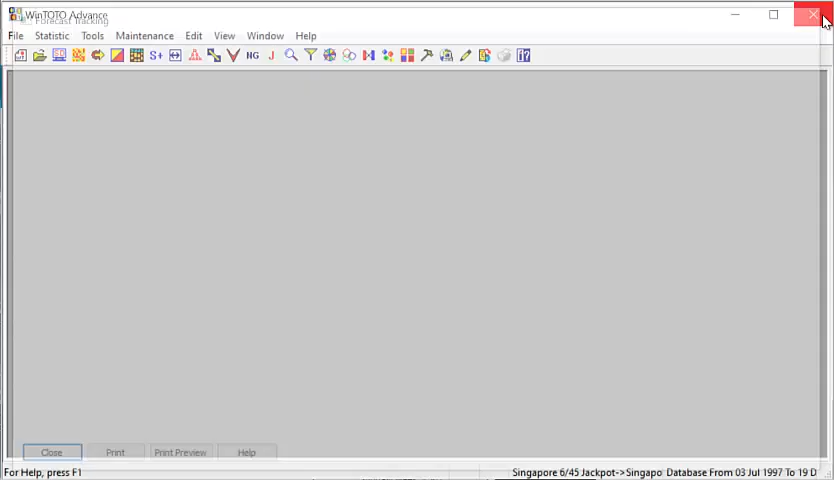 WinTOTO Advance
Forecast Tracking
File Statistic Tools Maintenance Edit View Window Help
S+ NG J
Close Print Print Preview Help
For Help, press F1 Singapore 6/45 Jackpot->Singapo Database From 03 Jul 1997 To 19 D